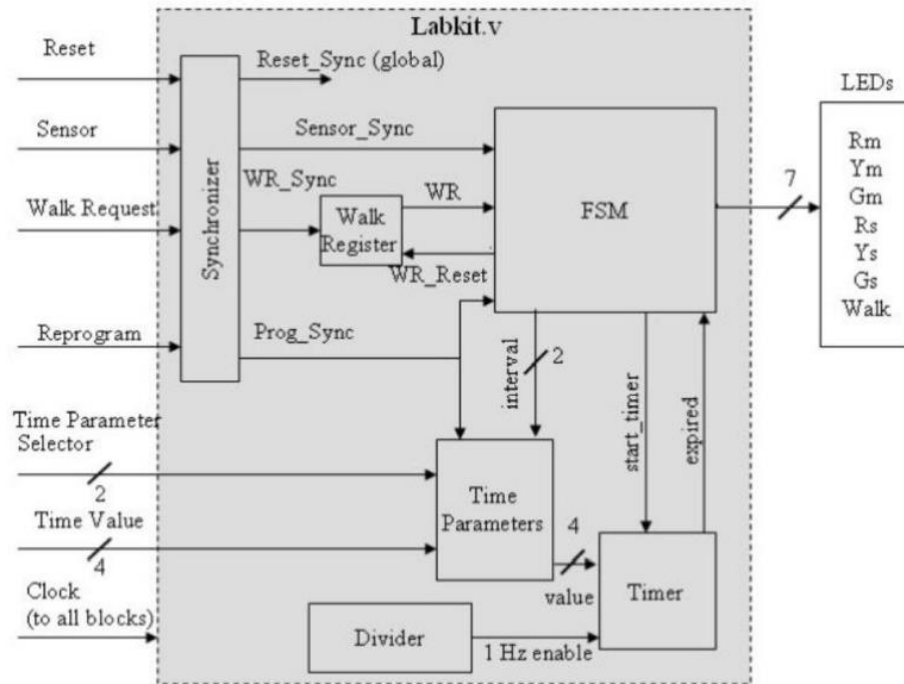 Labkit.v
Reset
Reset_Sync (global)
LEDs
Sensor
Sensor_Sync
Synchronizer
WR_Sync
Walk Request
Walk
Register
WR
WR_Reset
FSM
7
Rm
Ym
Gm
Rs
Ys
Gs
Walk
Reprogram
Prog_Sync
interval
2
start_timer
expired
Time Parameter
Selector
2
Time
Parameters
Time Value
4
4
value
Timer
Clock
(to all blocks)
Divider
1 Hz enable